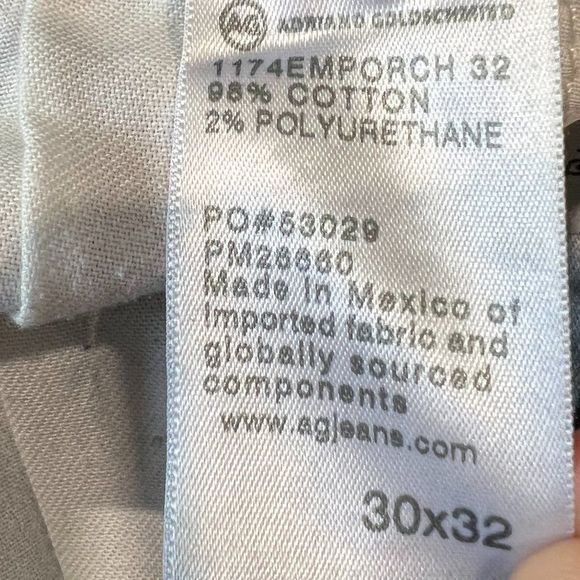 AG ADRIANO GOLDSCHMIED
1174EMPORCH 32
98% COTTON
2% POLYURETHANE
PO#53029
PM26660
Made in Mexico of
Imported fabric and
globally sourced
components
www.agjeans.com
30x32